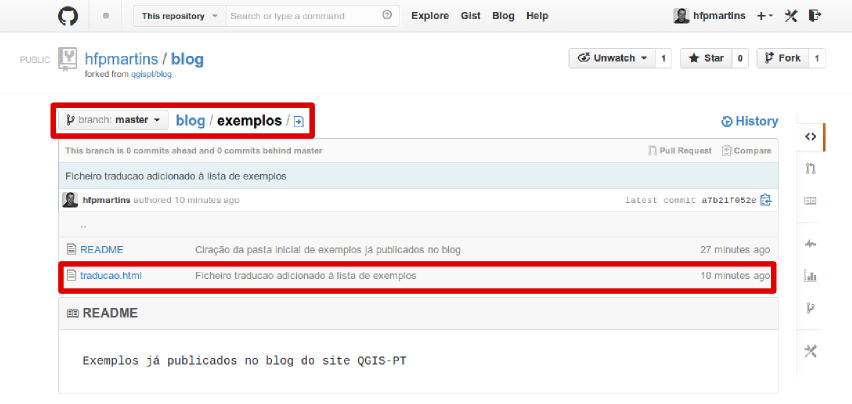 This repository Search or type a command Explore Gist Blog Help hfpmartins
PUBLIC hfpmartins / blog Unwatch 1 Star 0 Fork 1
forked from qgispt/blog
branch: master blog / exemplos / History
This branch is 0 commits ahead and 0 commits behind master Pull Request Compare
Ficheiro traducao adicionado à lista de exemplos
hfpmartins authored 10 minutes ago latest commit a7b21f052e
..
README Ciração da pasta inicial de exemplos já publicados no blog 27 minutes ago
traducao.html Ficheiro traducao adicionado à lista de exemplos 10 minutes ago
README
Exemplos já publicados no blog do site QGIS-PT